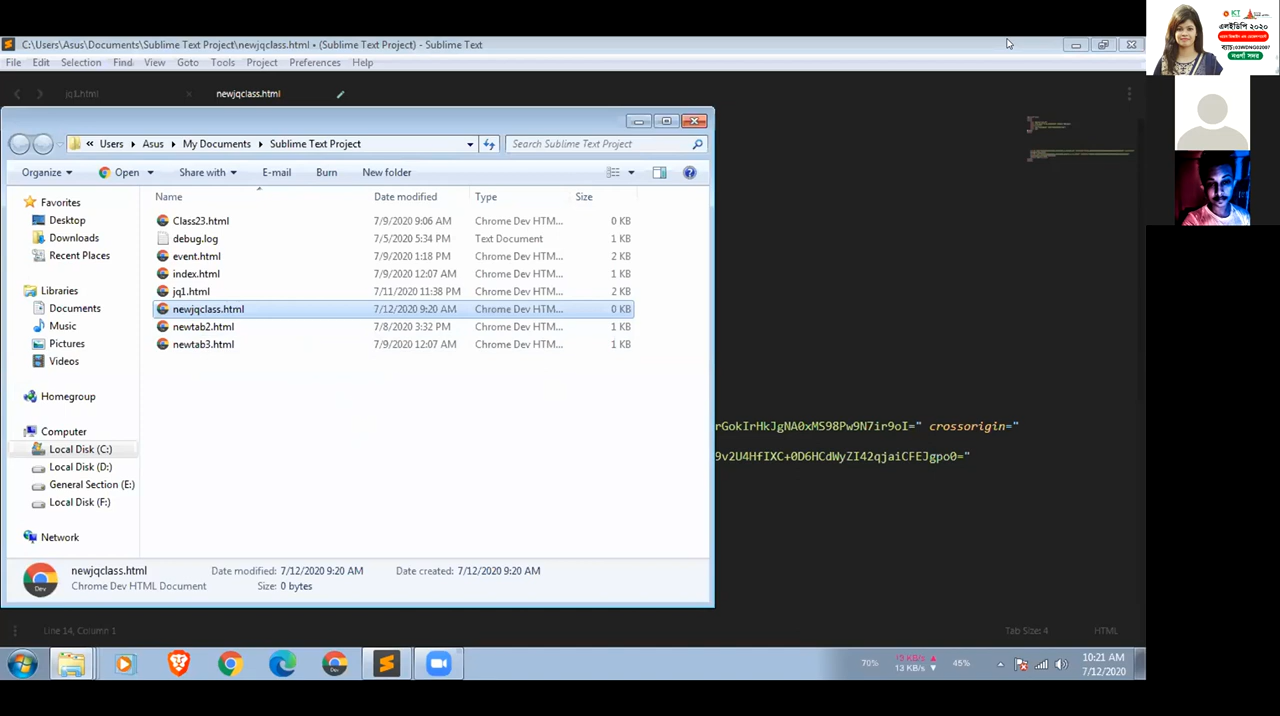 C:\Users\Asus\Documents\Sublime Text Project\newjqclass.html • (Sublime Text Project) - Sublime Text
File Edit Selection Find View Goto Tools Project Preferences Help
jq1.html × newjqclass.html
« Users Asus My Documents Sublime Text Project
Search Sublime Text Project
Organize Open Share with E-mail Burn New folder
Name Date modified Type Size
Favorites
Desktop
Downloads
Recent Places
Libraries
Documents
Music
Pictures
Videos
Homegroup
Computer
Local Disk (C:)
Local Disk (D:)
General Section (E:)
Local Disk (F:)
Network
Class23.html 7/9/2020 9:06 AM Chrome Dev HTM... 0 KB
debug.log 7/5/2020 5:34 PM Text Document 1 KB
event.html 7/9/2020 1:18 PM Chrome Dev HTM... 2 KB
index.html 7/9/2020 12:07 AM Chrome Dev HTM... 1 KB
jq1.html 7/11/2020 11:38 PM Chrome Dev HTM... 2 KB
newjqclass.html 7/12/2020 9:20 AM Chrome Dev HTM... 0 KB
newtab2.html 7/8/2020 3:32 PM Chrome Dev HTM... 1 KB
newtab3.html 7/9/2020 12:07 AM Chrome Dev HTM... 1 KB
newjqclass.html Date modified: 7/12/2020 9:20 AM Date created: 7/12/2020 9:20 AM
Chrome Dev HTML Document Size: 0 bytes
Dev
rGokIrHkJgNA0xMS98Pw9N7ir9oI=" crossorigin="
9v2U4HfIXC+0D6HCdWyZI42qjaiCFEJgpo0="
Line 14, Column 1 Tab Size: 4 HTML
70% 45% 10:21 AM
13 KB/s 7/12/2020
এলইডিপি ২০২০
ব্যাচ:03WDNG02007
নওগাঁ সদর